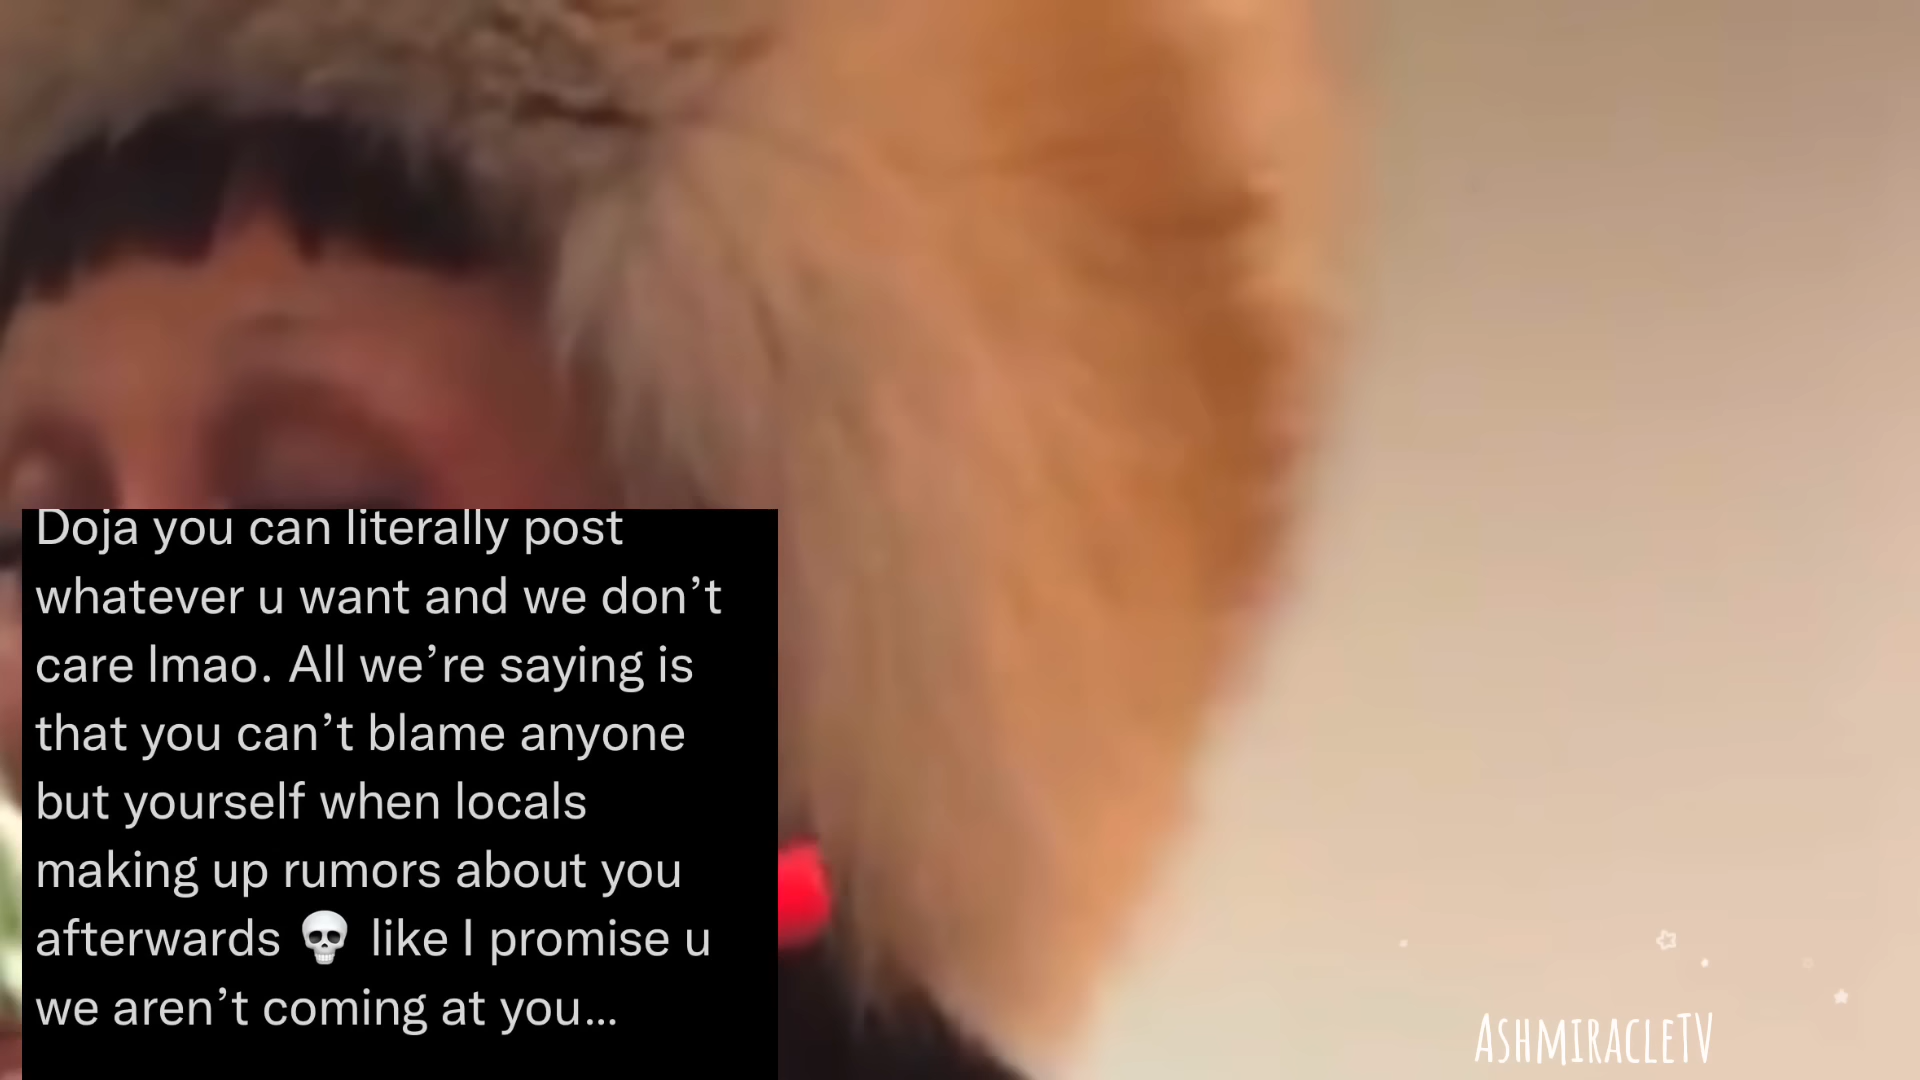 Doja you can literally post
whatever u want and we don’t
care lmao. All we’re saying is
that you can’t blame anyone
but yourself when locals
making up rumors about you
afterwards 💀 like I promise u
we aren’t coming at you...
AshmiracleTV